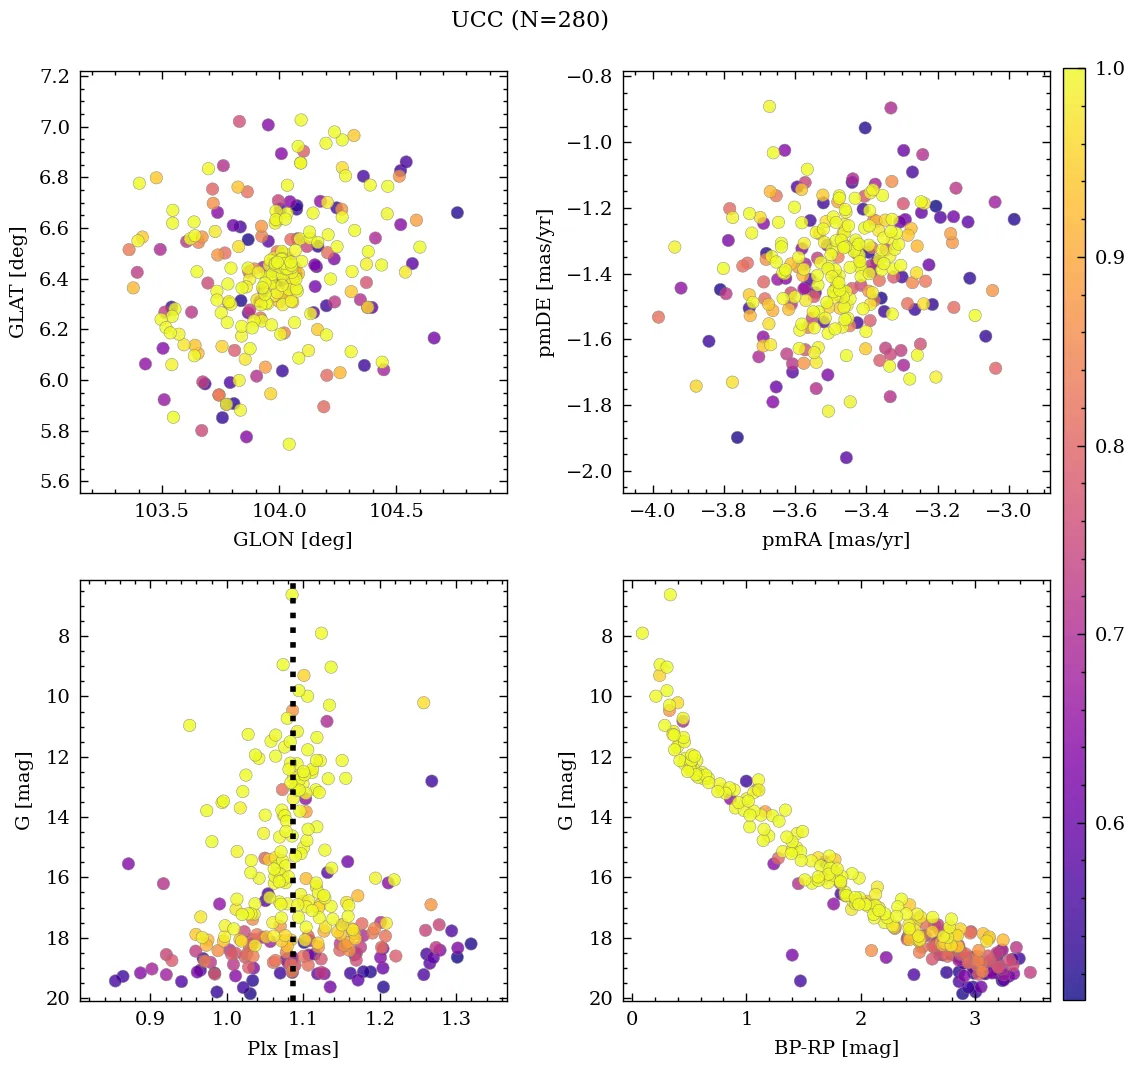 UCC (N=280)
7.2
7.0
6.8
6.6
6.4
6.2
6.0
5.8
5.6
GLAT [deg]
103.5 104.0 104.5
GLON [deg]
−0.8
−1.0
−1.2
−1.4
−1.6
−1.8
−2.0
pmDE [mas/yr]
−4.0 −3.8 −3.6 −3.4 −3.2 −3.0
pmRA [mas/yr]
1.0
0.9
0.8
0.7
0.6
8
10
12
14
16
18
20
G [mag]
0.9 1.0 1.1 1.2 1.3
Plx [mas]
8
10
12
14
16
18
20
G [mag]
0 1 2 3
BP-RP [mag]